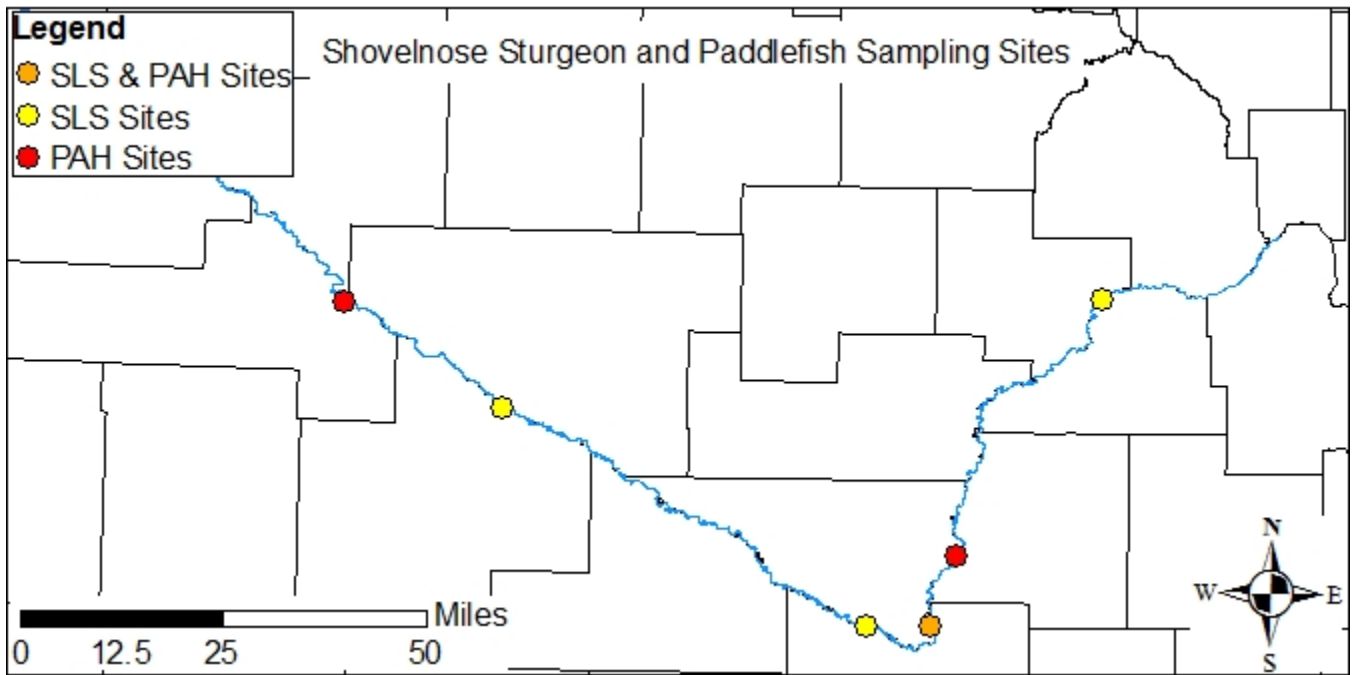 Legend
SLS & PAH Sites
SLS Sites
PAH Sites
Shovelnose Sturgeon and Paddlefish Sampling Sites
N
W E
S
Miles
0 12.5 25 50